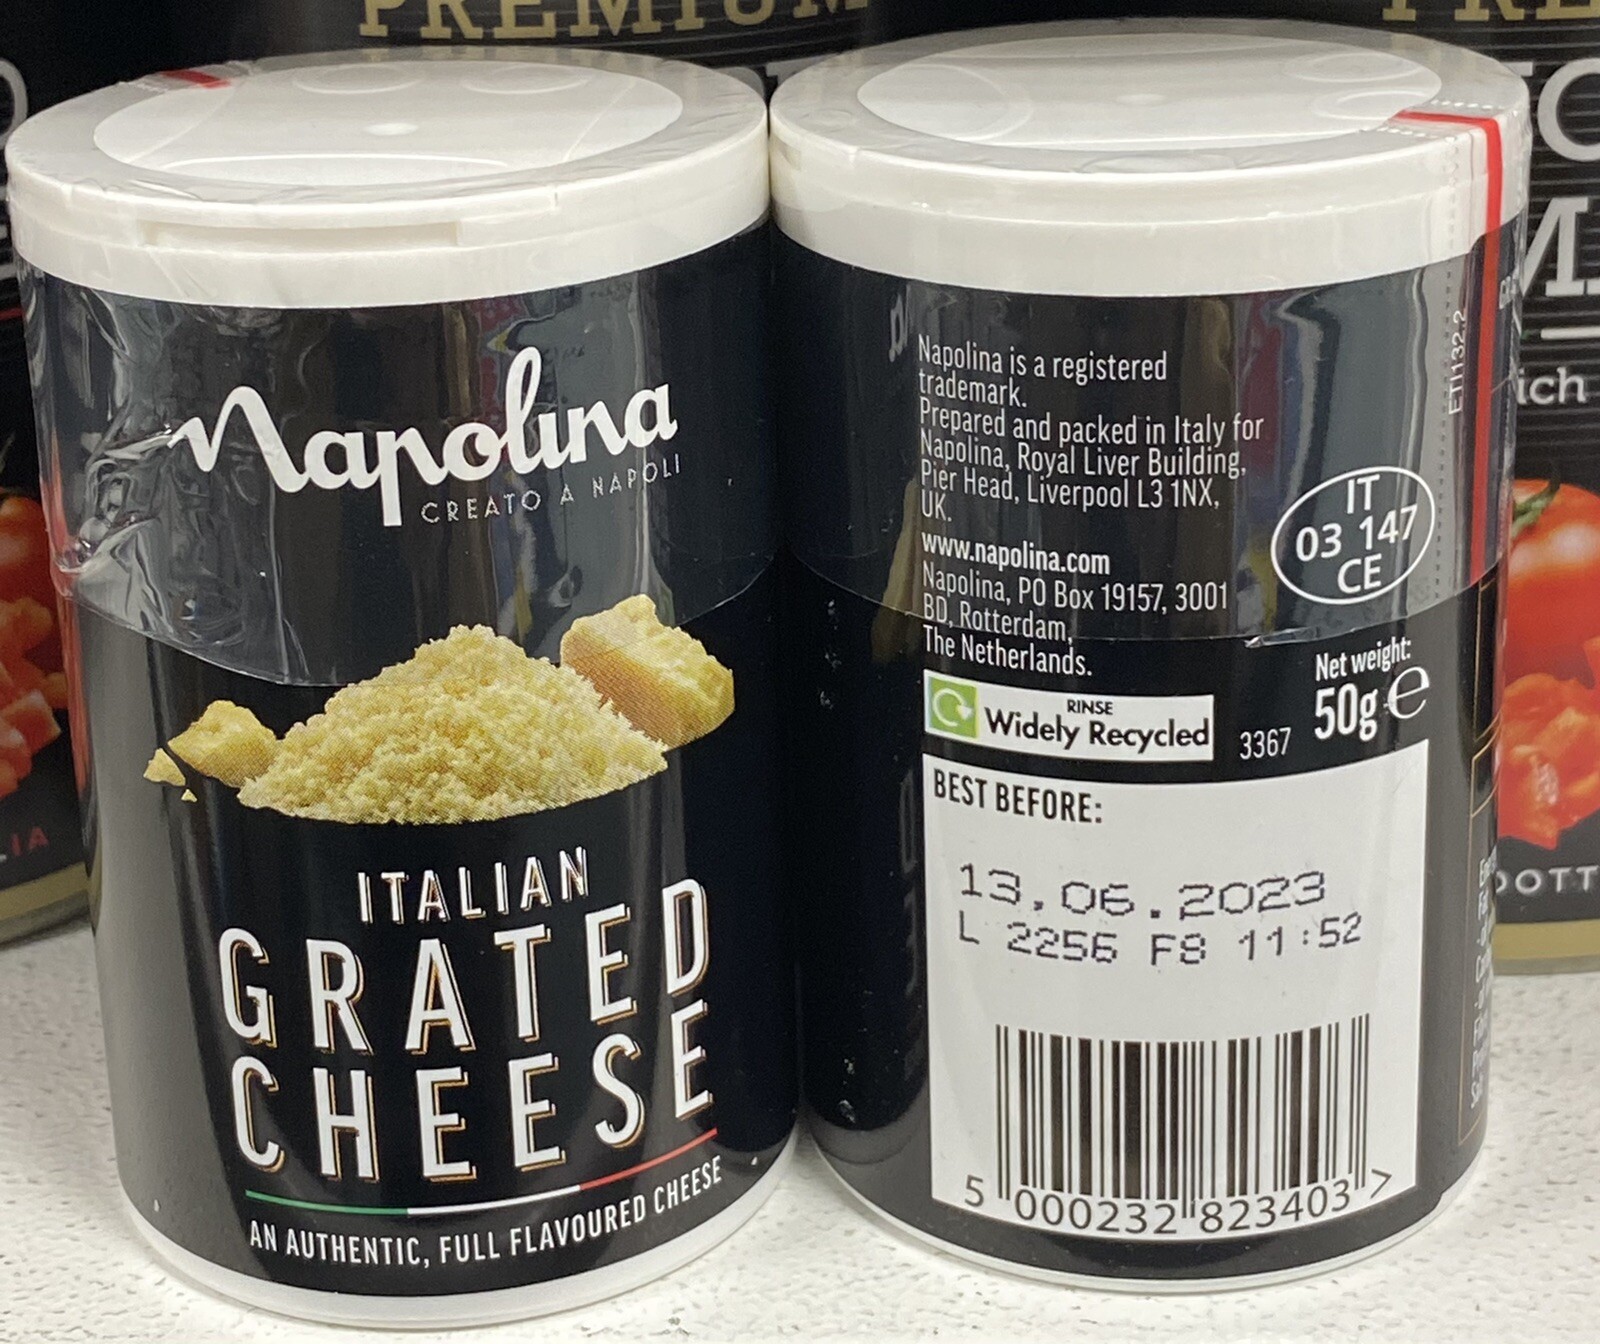 PREMIUM
Napolina
CREATO A NAPOLI
ITALIAN
GRATED
CHEESE
AN AUTHENTIC, FULL FLAVOURED CHEESE
Napolina is a registered
trademark.
Prepared and packed in Italy for
Napolina, Royal Liver Building,
Pier Head, Liverpool L3 1NX,
UK.
www.napolina.com
Napolina, PO Box 19157, 3001
BD, Rotterdam,
The Netherlands.
IT
03 147
CE
ETI132.2
RINSE
Widely Recycled
3367
Net weight:
50g e
BEST BEFORE:
13.06.2023
L 2256 F8 11:52
5 000232 823403 >